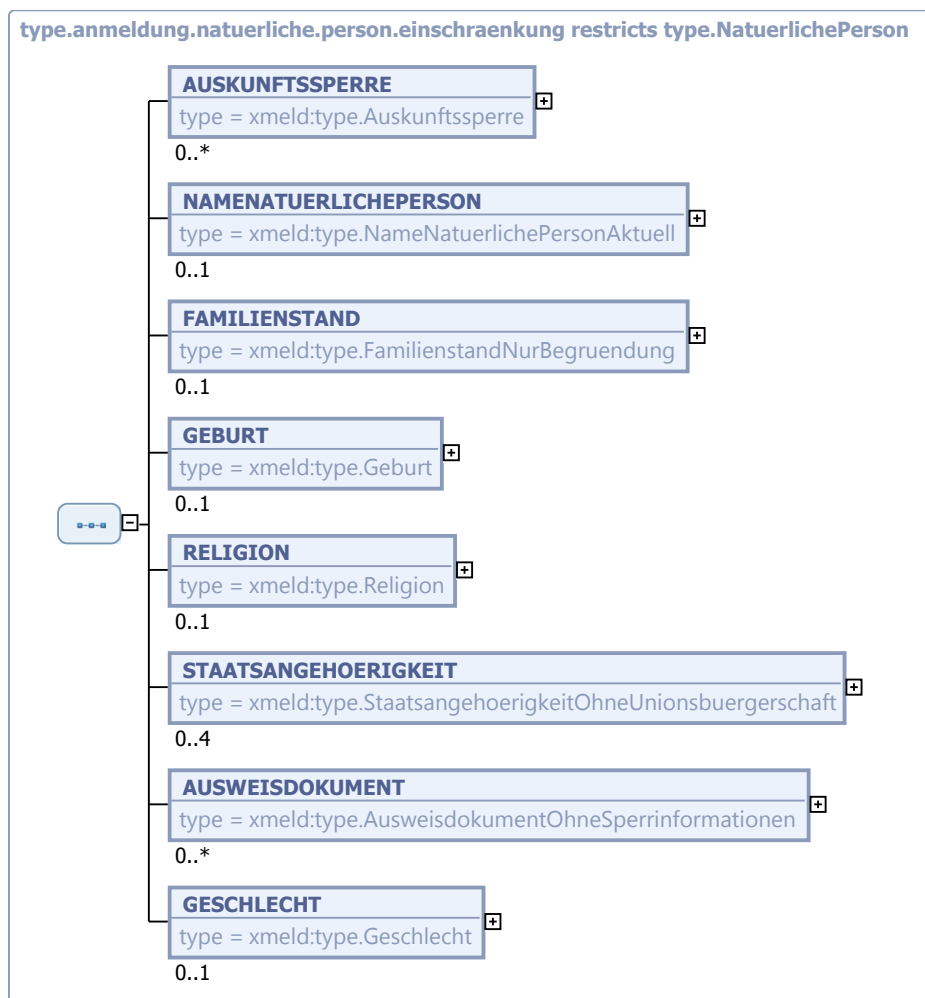 type.anmeldung.natuerliche.person.einschraenkung restricts type.NatuerlichePerson
AUSKUNFTSSPERRE
type = xmeld:type.Auskunftssperre
0..*
NAMENATUERLICHEPERSON
type = xmeld:type.NameNatuerlichePersonAktuell
0..1
FAMILIENSTAND
type = xmeld:type.FamilienstandNurBegruendung
0..1
GEBURT
type = xmeld:type.Geburt
0..1
RELIGION
type = xmeld:type.Religion
0..1
STAATSANGEHOERIGKEIT
type = xmeld:type.StaatsangehoerigkeitOhneUnionsbuergerschaft
0..4
AUSWEISDOKUMENT
type = xmeld:type.AusweisdokumentOhneSperrinformationen
0..*
GESCHLECHT
type = xmeld:type.Geschlecht
0..1